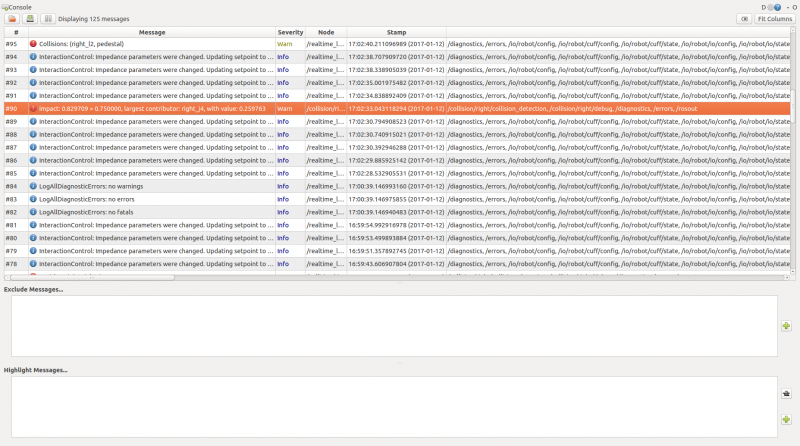 Console D - O
Displaying 125 messages Fit Columns
# Message Severity Node Stamp
#95 Collisions: (right_l2, pedestal) Warn /realtime_l... 17:02:40.211096989 (2017-01-12) /diagnostics, /errors, /io/robot/config, /io/robot/cuff/config, /io/robot/cuff/state, /io/robot/io/config, /io/robot/io/state
#94 InteractionControl: Impedance parameters were changed. Updating setpoint to ... Info /realtime_l... 17:02:38.707909720 (2017-01-12) /diagnostics, /errors, /io/robot/config, /io/robot/cuff/config, /io/robot/cuff/state, /io/robot/io/config, /io/robot/io/state
#93 InteractionControl: Impedance parameters were changed. Updating setpoint to ... Info /realtime_l... 17:02:38.338905039 (2017-01-12) /diagnostics, /errors, /io/robot/config, /io/robot/cuff/config, /io/robot/cuff/state, /io/robot/io/config, /io/robot/io/state
#92 InteractionControl: Impedance parameters were changed. Updating setpoint to ... Info /realtime_l... 17:02:35.001975482 (2017-01-12) /diagnostics, /errors, /io/robot/config, /io/robot/cuff/config, /io/robot/cuff/state, /io/robot/io/config, /io/robot/io/state
#91 InteractionControl: Impedance parameters were changed. Updating setpoint to ... Info /realtime_l... 17:02:34.838892409 (2017-01-12) /diagnostics, /errors, /io/robot/config, /io/robot/cuff/config, /io/robot/cuff/state, /io/robot/io/config, /io/robot/io/state
#90 Impact: 0.829709 > 0.750000, largest contributor: right_j4, with value: 0.259763 Warn /collision/ri... 17:02:33.043118294 (2017-01-12) /collision/right/collision_detection, /collision/right/debug, /diagnostics, /errors, /rosout
#89 InteractionControl: Impedance parameters were changed. Updating setpoint to ... Info /realtime_l... 17:02:30.794908523 (2017-01-12) /diagnostics, /errors, /io/robot/config, /io/robot/cuff/config, /io/robot/cuff/state, /io/robot/io/config, /io/robot/io/state
#88 InteractionControl: Impedance parameters were changed. Updating setpoint to ... Info /realtime_l... 17:02:30.740915021 (2017-01-12) /diagnostics, /errors, /io/robot/config, /io/robot/cuff/config, /io/robot/cuff/state, /io/robot/io/config, /io/robot/io/state
#87 InteractionControl: Impedance parameters were changed. Updating setpoint to ... Info /realtime_l... 17:02:30.392946288 (2017-01-12) /diagnostics, /errors, /io/robot/config, /io/robot/cuff/config, /io/robot/cuff/state, /io/robot/io/config, /io/robot/io/state
#86 InteractionControl: Impedance parameters were changed. Updating setpoint to ... Info /realtime_l... 17:02:29.885925142 (2017-01-12) /diagnostics, /errors, /io/robot/config, /io/robot/cuff/config, /io/robot/cuff/state, /io/robot/io/config, /io/robot/io/state
#85 InteractionControl: Impedance parameters were changed. Updating setpoint to ... Info /realtime_l... 17:02:28.532905531 (2017-01-12) /diagnostics, /errors, /io/robot/config, /io/robot/cuff/config, /io/robot/cuff/state, /io/robot/io/config, /io/robot/io/state
#84 LogAllDiagnosticErrors: no warnings Info /realtime_l... 17:00:39.146993160 (2017-01-12) /diagnostics, /errors, /io/robot/config, /io/robot/cuff/config, /io/robot/cuff/state, /io/robot/io/config, /io/robot/io/state
#83 LogAllDiagnosticErrors: no errors Info /realtime_l... 17:00:39.146975855 (2017-01-12) /diagnostics, /errors, /io/robot/config, /io/robot/cuff/config, /io/robot/cuff/state, /io/robot/io/config, /io/robot/io/state
#82 LogAllDiagnosticErrors: no fatals Info /realtime_l... 17:00:39.146940483 (2017-01-12) /diagnostics, /errors, /io/robot/config, /io/robot/cuff/config, /io/robot/cuff/state, /io/robot/io/config, /io/robot/io/state
#81 InteractionControl: Impedance parameters were changed. Updating setpoint to ... Info /realtime_l... 16:59:54.992916978 (2017-01-12) /diagnostics, /errors, /io/robot/config, /io/robot/cuff/config, /io/robot/cuff/state, /io/robot/io/config, /io/robot/io/state
#80 InteractionControl: Impedance parameters were changed. Updating setpoint to ... Info /realtime_l... 16:59:53.499893884 (2017-01-12) /diagnostics, /errors, /io/robot/config, /io/robot/cuff/config, /io/robot/cuff/state, /io/robot/io/config, /io/robot/io/state
#79 InteractionControl: Impedance parameters were changed. Updating setpoint to ... Info /realtime_l... 16:59:51.357892745 (2017-01-12) /diagnostics, /errors, /io/robot/config, /io/robot/cuff/config, /io/robot/cuff/state, /io/robot/io/config, /io/robot/io/state
#78 InteractionControl: Impedance parameters were changed. Updating setpoint to ... Info /realtime_l... 16:59:43.606907804 (2017-01-12) /diagnostics, /errors, /io/robot/config, /io/robot/cuff/config, /io/robot/cuff/state, /io/robot/io/config, /io/robot/io/state
Exclude Messages...
Highlight Messages...